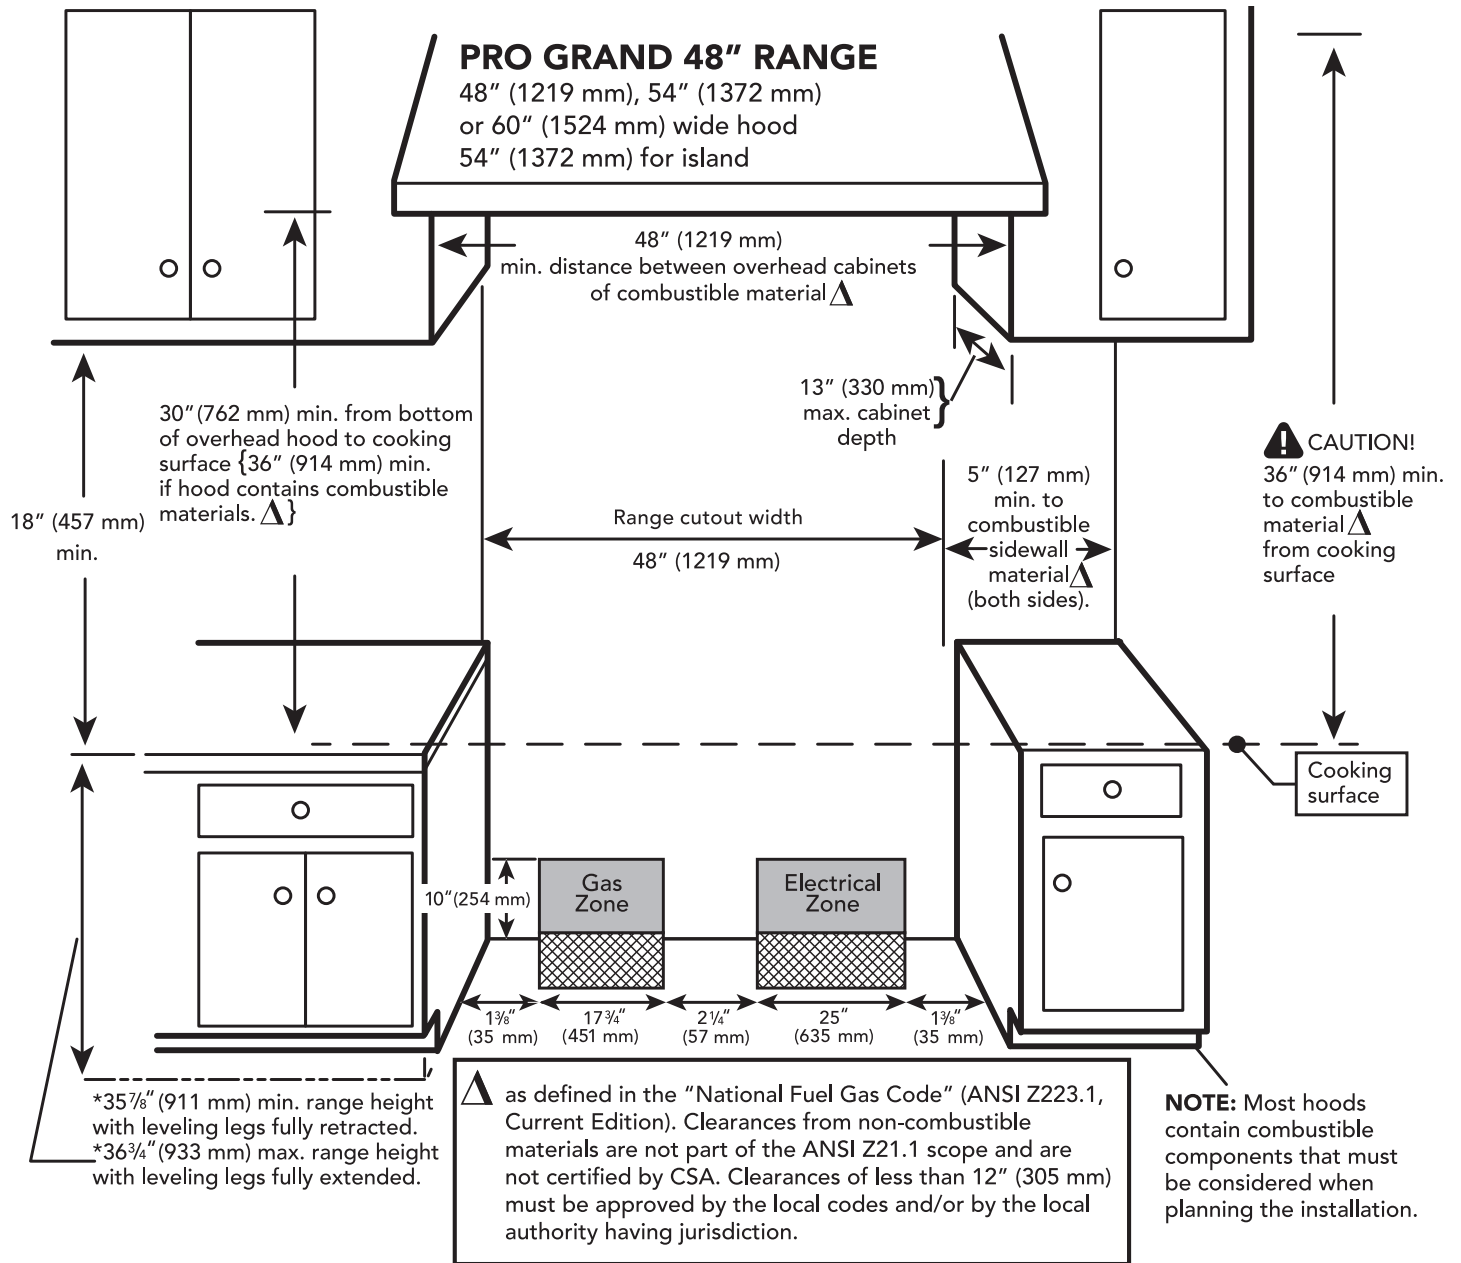 PRO GRAND 48” RANGE
48” (1219 mm), 54” (1372 mm)
or 60“ (1524 mm) wide hood
54” (1372 mm) for island
48” (1219 mm)
min. distance between overhead cabinets
of combustible material Δ
13” (330 mm) }
max. cabinet
depth
30”(762 mm) min. from bottom
of overhead hood to cooking
surface {36” (914 mm) min.
if hood contains combustible
materials. Δ }
18” (457 mm)
min.
Range cutout width
48” (1219 mm)
5” (127 mm)
min. to
combustible
sidewall
material Δ
(both sides).
! CAUTION!
36” (914 mm) min.
to combustible
material Δ
from cooking
surface
Cooking
surface
10“(254 mm)
Gas
Zone
Electrical
Zone
1⅜“
(35 mm)
17¾“
(451 mm)
2¼“
(57 mm)
25“
(635 mm)
1⅜“
(35 mm)
*35⅞“ (911 mm) min. range height
with leveling legs fully retracted.
*36¾“ (933 mm) max. range height
with leveling legs fully extended.
Δ as defined in the “National Fuel Gas Code” (ANSI Z223.1,
Current Edition). Clearances from non-combustible
materials are not part of the ANSI Z21.1 scope and are
not certified by CSA. Clearances of less than 12” (305 mm)
must be approved by the local codes and/or by the local
authority having jurisdiction.
NOTE: Most hoods
contain combustible
components that must
be considered when
planning the installation.